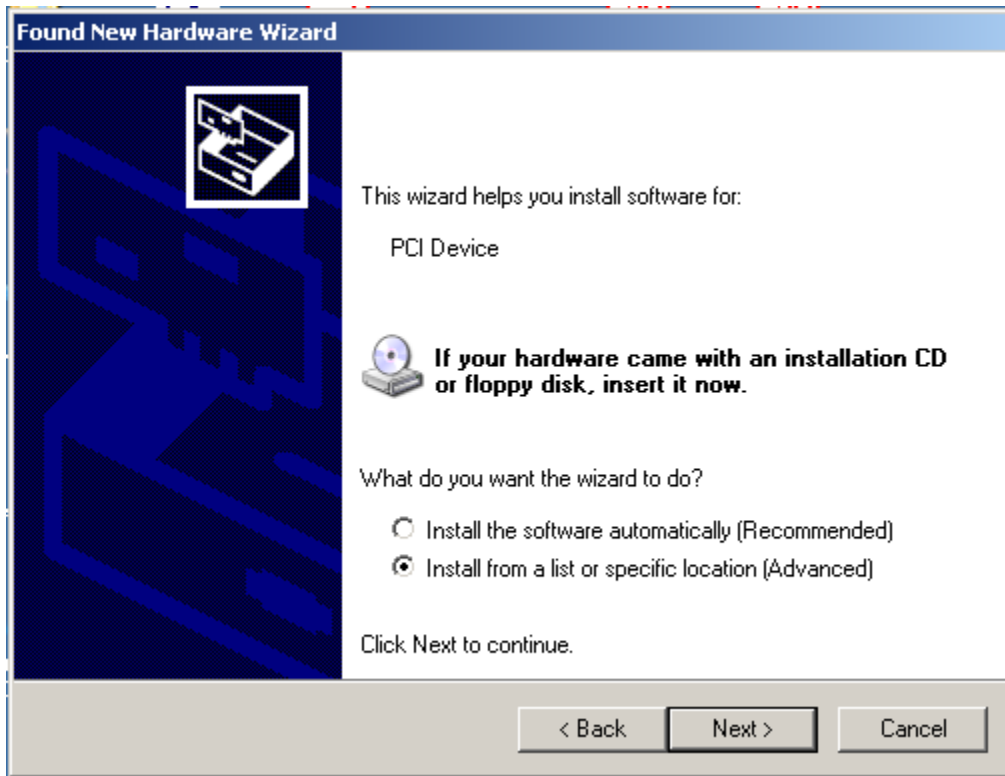 Found New Hardware Wizard
This wizard helps you install software for:
PCI Device
If your hardware came with an installation CD
or floppy disk, insert it now.
What do you want the wizard to do?
Install the software automatically (Recommended)
Install from a list or specific location (Advanced)
Click Next to continue.
< Back
Next >
Cancel